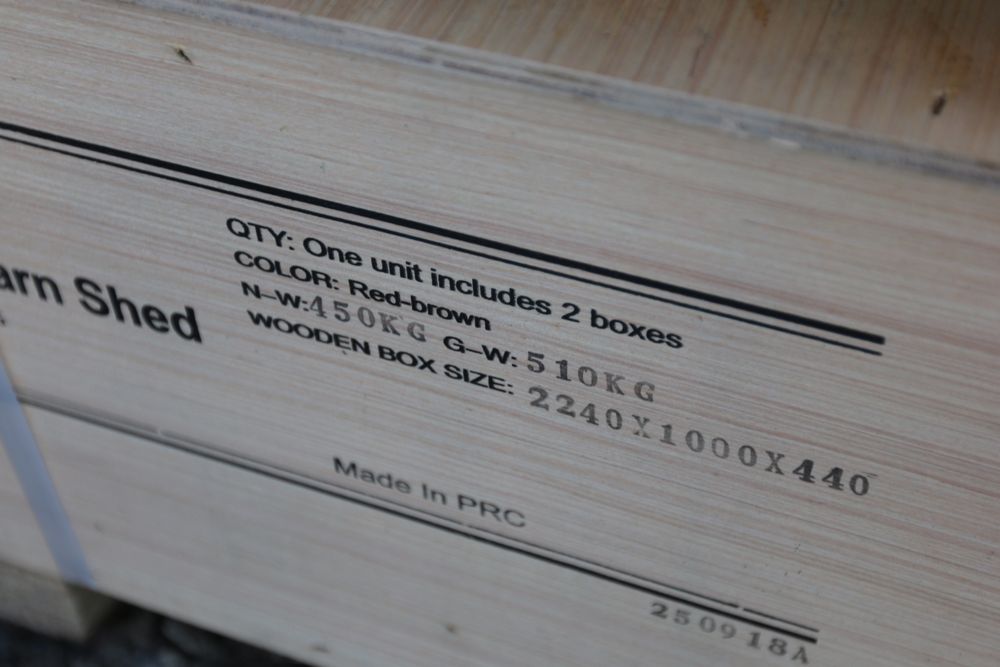 arn Shed
QTY: One unit includes 2 boxes
COLOR: Red-brown
N-W:450KG G-W: 510KG
WOODEN BOX SIZE: 2240X1000X440
Made In PRC
250918A